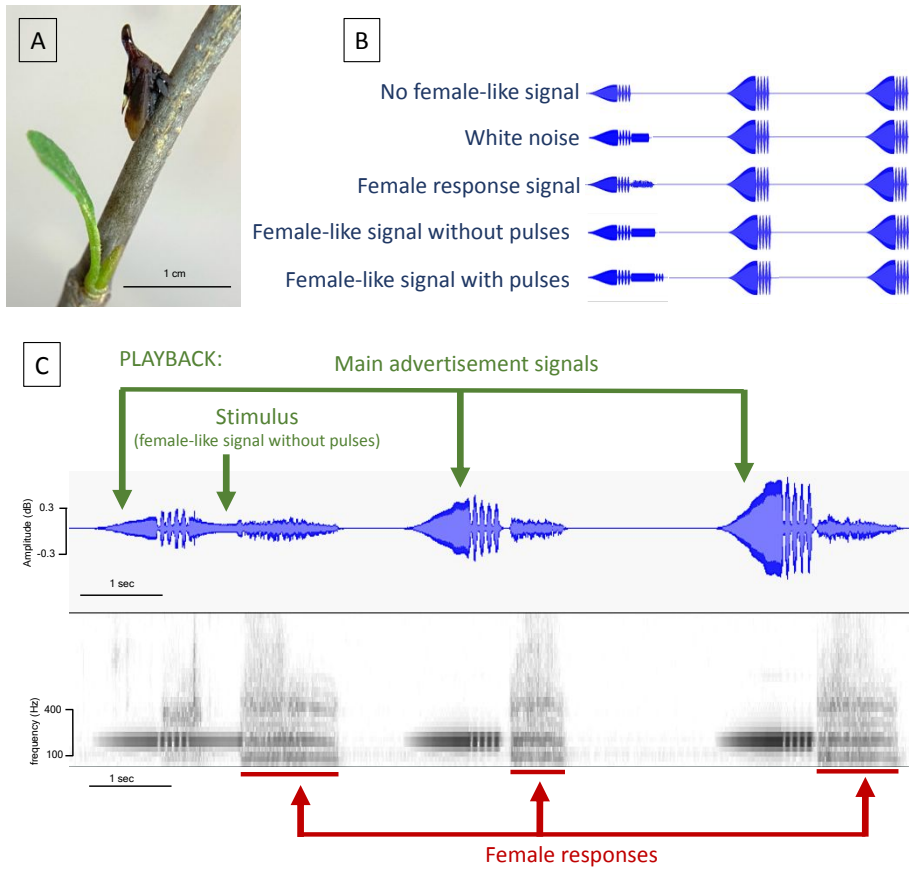 A
1 cm
B
No female-like signal
White noise
Female response signal
Female-like signal without pulses
Female-like signal with pulses
C
PLAYBACK:
Main advertisement signals
Stimulus
(female-like signal without pulses)
Amplitude (dB)
0.3
-0.3
1 sec
frequency (Hz)
400
100
1 sec
Female responses